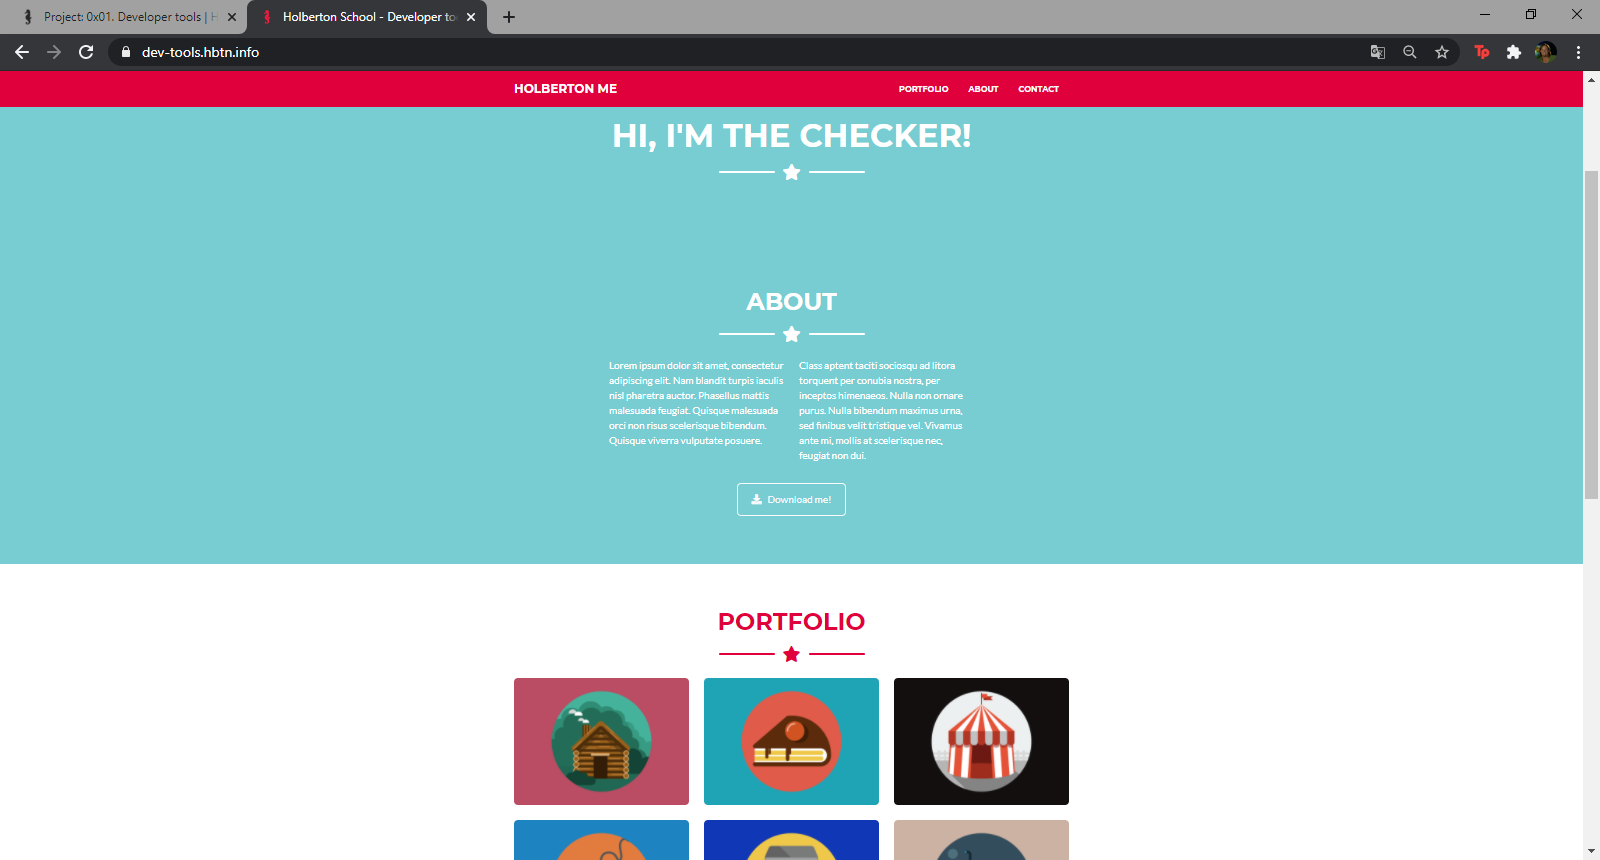 Project: 0x01. Developer tools | H
Holberton School - Developer to
dev-tools.hbtn.info
Tp
HOLBERTON ME
PORTFOLIO
ABOUT
CONTACT
HI, I'M THE CHECKER!
ABOUT
Lorem ipsum dolor sit amet, consectetur
adipiscing elit. Nam blandit turpis iaculis
nisl pharetra auctor. Phasellus mattis
malesuada feugiat. Quisque malesuada
orci non risus scelerisque bibendum.
Quisque viverra vulputate posuere.
Class aptent taciti sociosqu ad litora
torquent per conubia nostra, per
inceptos himenaeos. Nulla non ornare
purus. Nulla bibendum maximus urna,
sed finibus velit tristique vel. Vivamus
ante mi, mollis at scelerisque nec,
feugiat non dui.
Download me!
PORTFOLIO